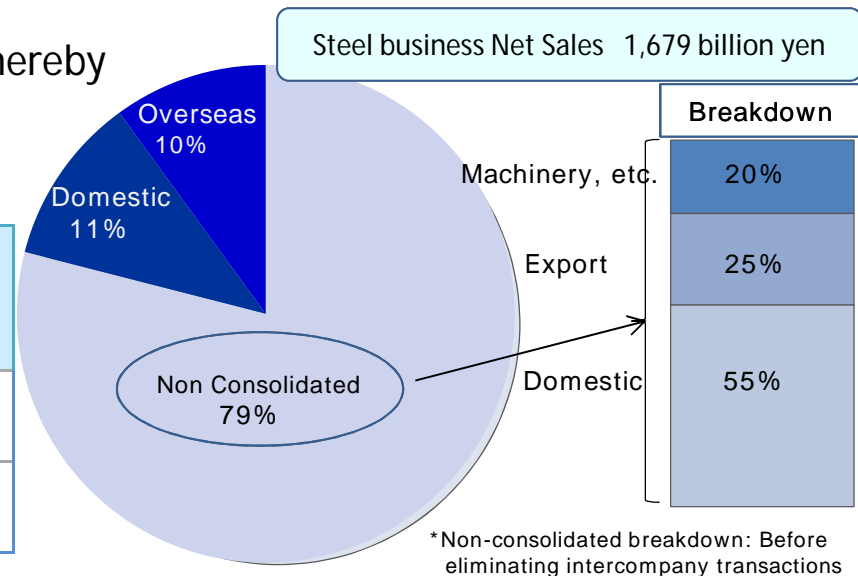 hereby
Steel business Net Sales 1,679 billion yen
Breakdown
Overseas
10%
Domestic
11%
Non Consolidated
79%
Machinery, etc.
20%
Export
25%
Domestic
55%
*Non-consolidated breakdown: Before
eliminating intercompany transactions